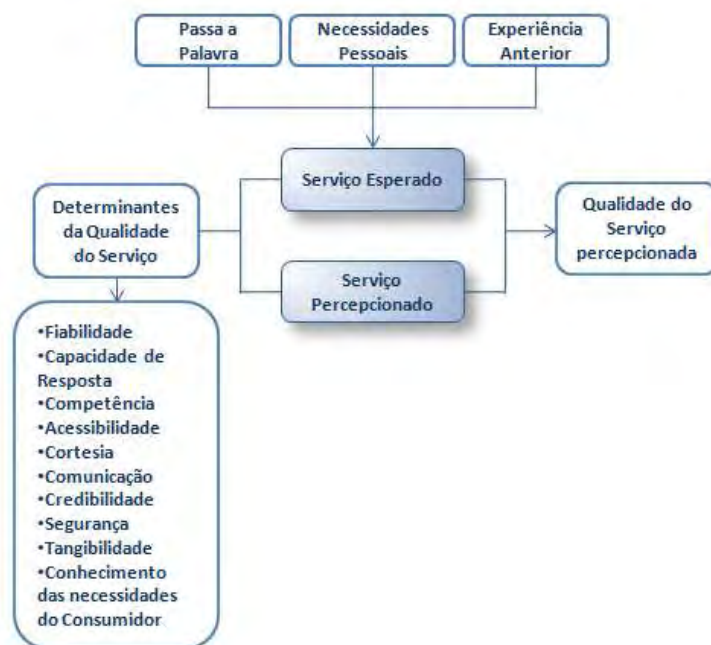 Passa a
Palavra
Necessidades
Pessoais
Experiência
Anterior
Serviço Esperado
Determinantes
da Qualidade
do Serviço
Qualidade do
Serviço
percepcionada
Serviço
Percepcionado
•Fiabilidade
•Capacidade de
Resposta
•Competência
•Acessibilidade
•Cortesia
•Comunicação
•Credibilidade
•Segurança
•Tangibilidade
•Conhecimento
das necessidades
do Consumidor